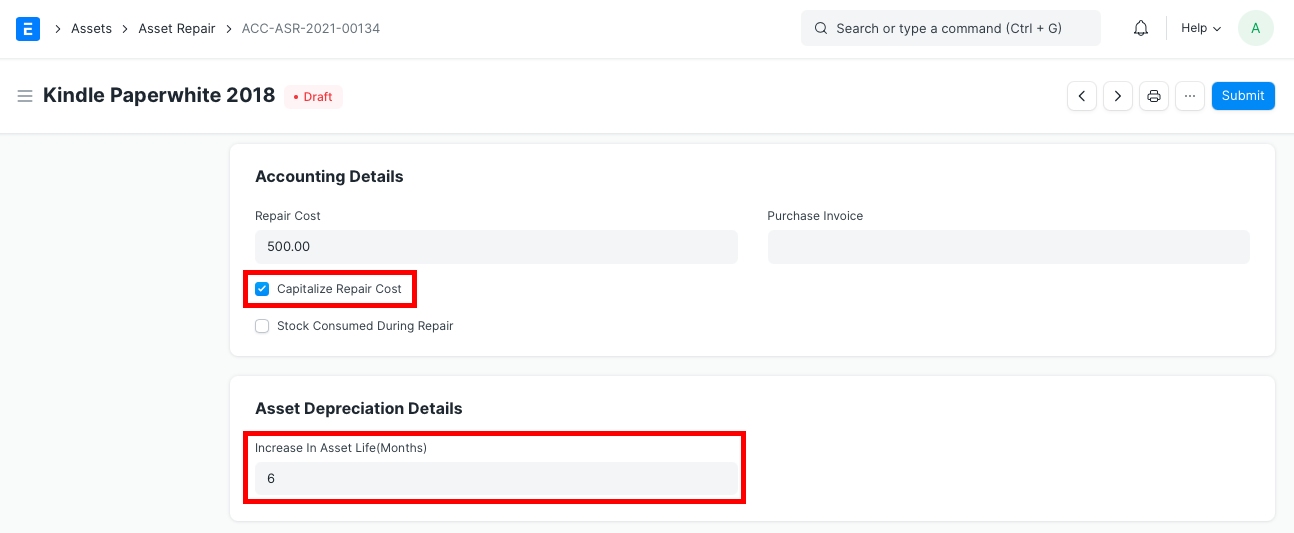 E > Assets > Asset Repair > ACC-ASR-2021-00134
Search or type a command (Ctrl + G)
Help
A
Kindle Paperwhite 2018
• Draft
Submit
Accounting Details
Repair Cost
Purchase Invoice
500.00
Capitalize Repair Cost
Stock Consumed During Repair
Asset Depreciation Details
Increase In Asset Life(Months)
6